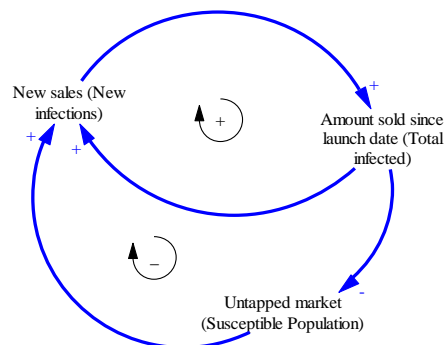 New sales (New
infections)
+
+
+
+
Amount sold since
launch date (Total
infected)
–
-
Untapped market
(Susceptible Population)